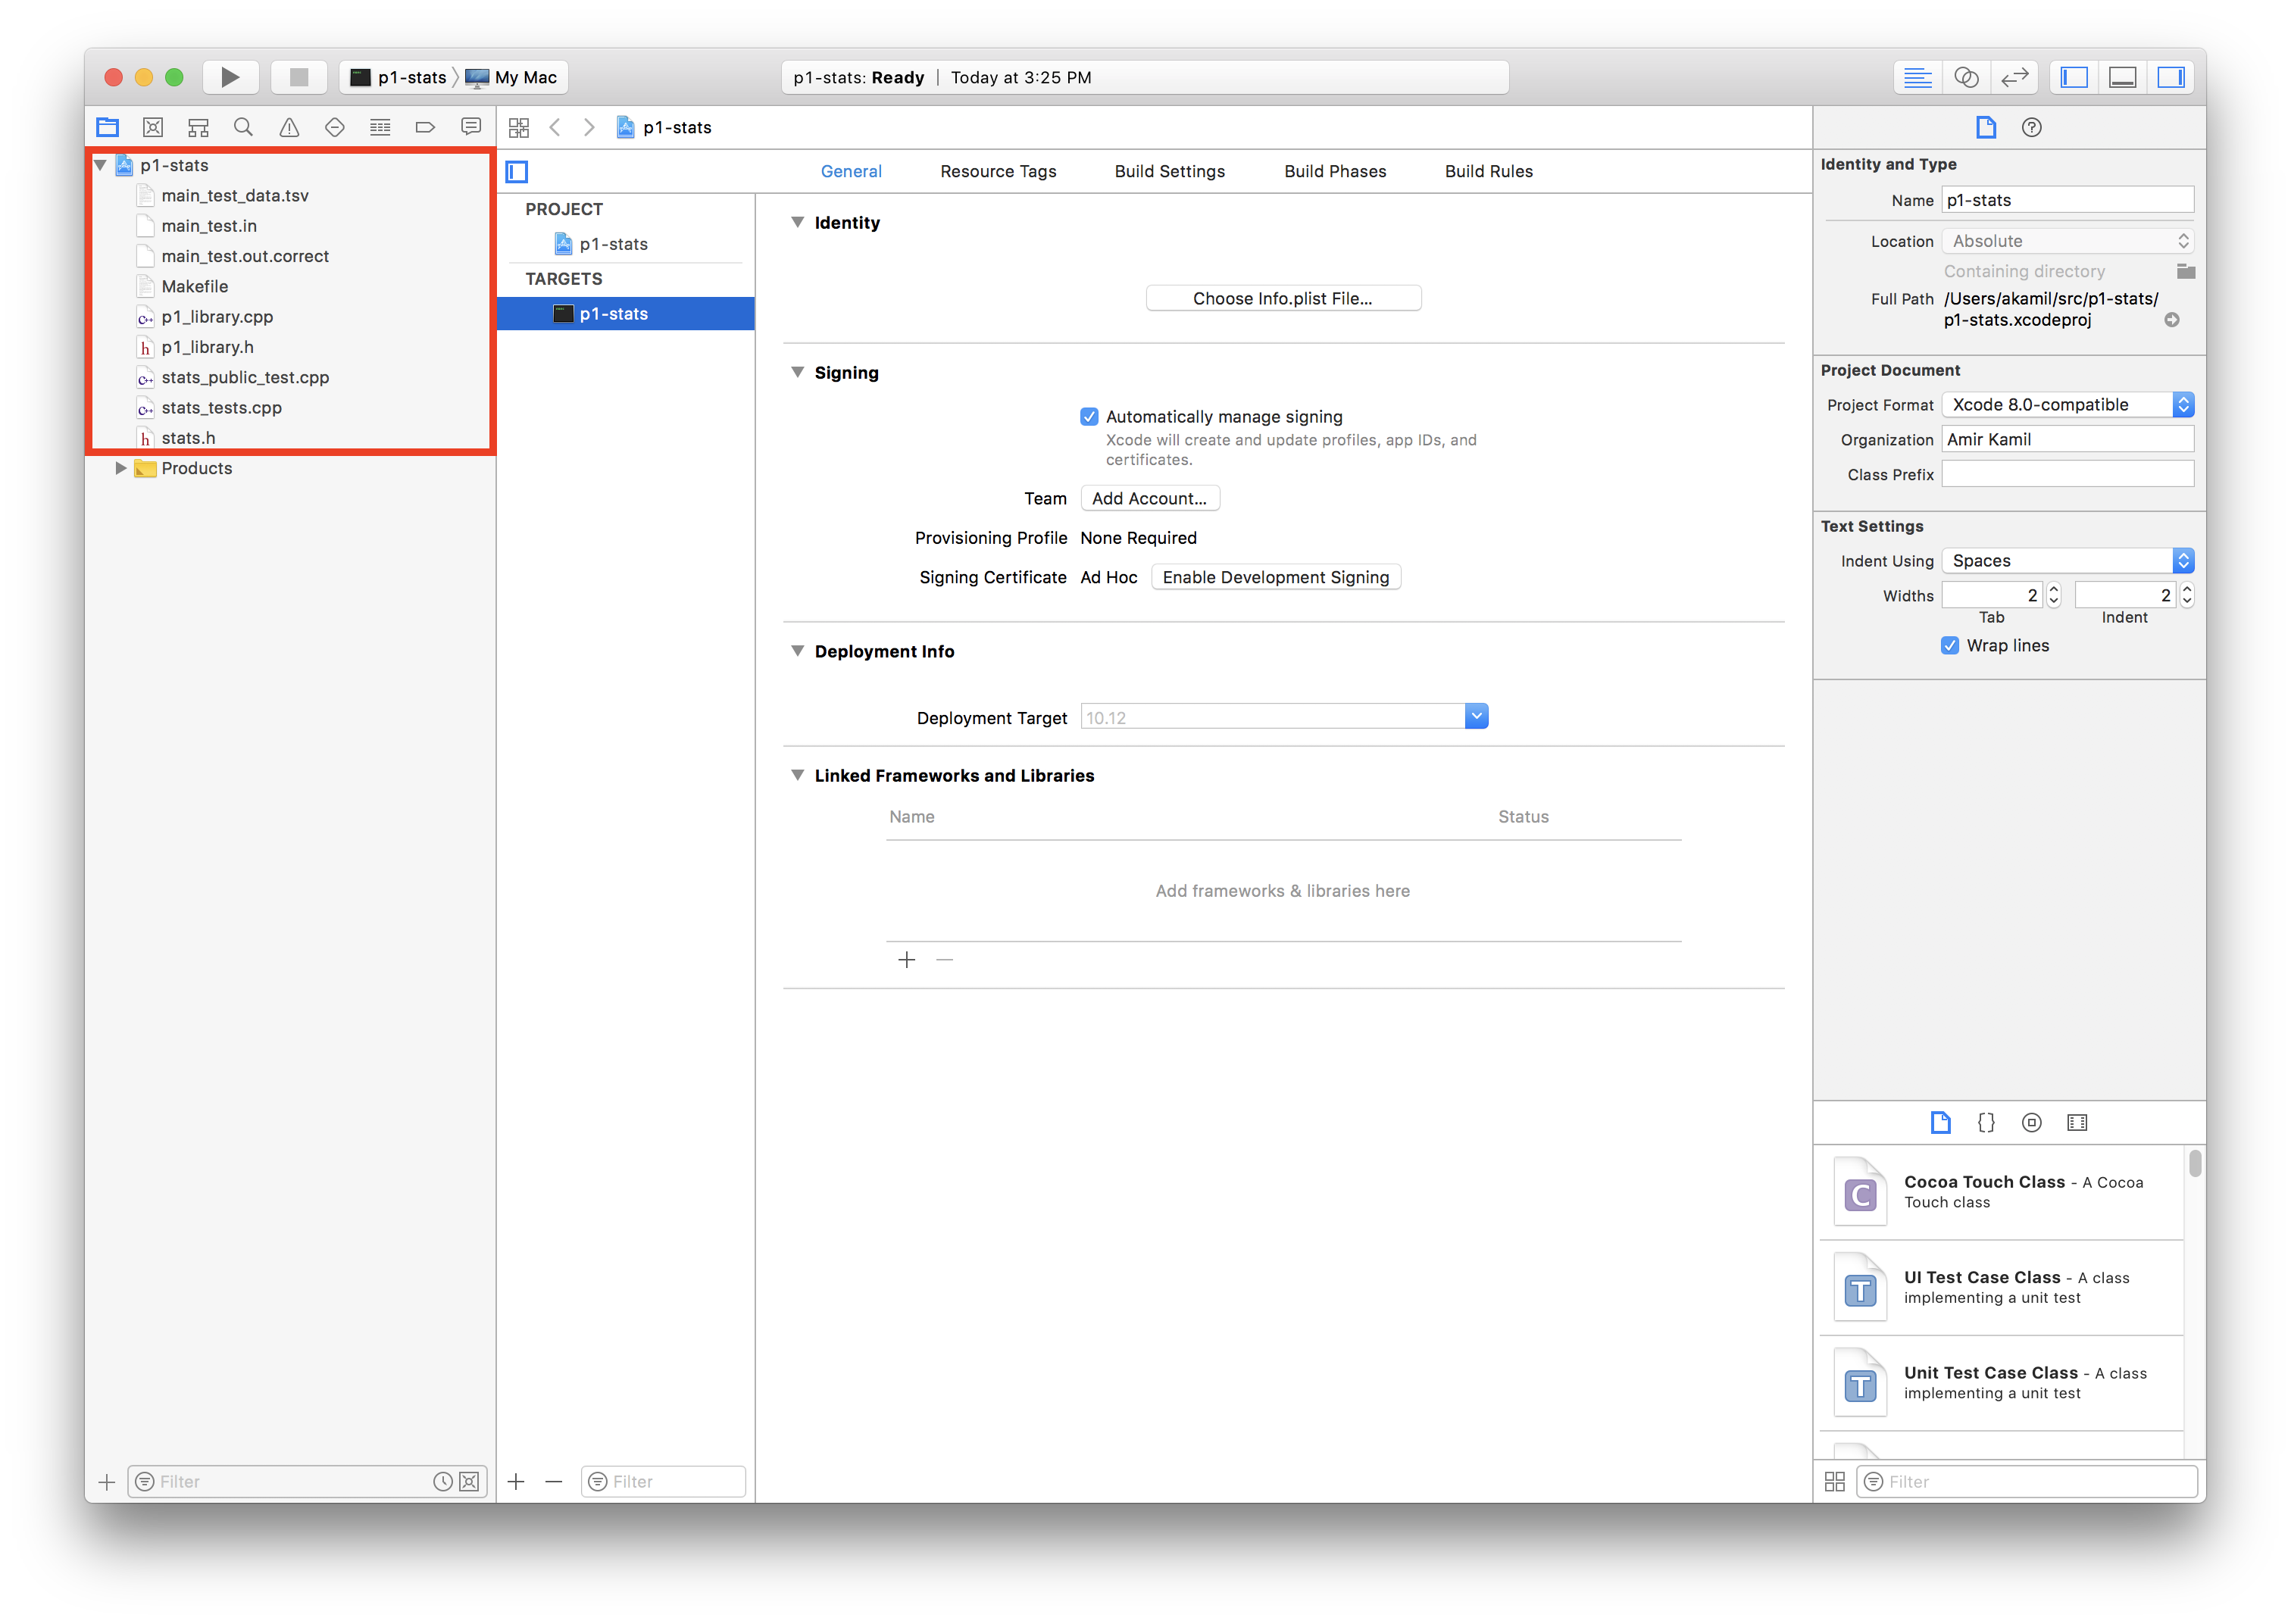 p1-stats My Mac
p1-stats: Ready | Today at 3:25 PM
p1-stats
main_test_data.tsv
main_test.in
main_test.out.correct
Makefile
p1_library.cpp
p1_library.h
stats_public_test.cpp
stats_tests.cpp
stats.h
Products
Filter
p1-stats
General Resource Tags Build Settings Build Phases Build Rules
PROJECT
p1-stats
TARGETS
p1-stats
Filter
Identity
Choose Info.plist File...
Signing
Automatically manage signing
Xcode will create and update profiles, app IDs, and
certificates.
Team Add Account...
Provisioning Profile None Required
Signing Certificate Ad Hoc Enable Development Signing
Deployment Info
Deployment Target 10.12
Linked Frameworks and Libraries
Name Status
Add frameworks & libraries here
Identity and Type
Name p1-stats
Location Absolute
Containing directory
Full Path /Users/akamil/src/p1-stats/
p1-stats.xcodeproj
Project Document
Project Format Xcode 8.0-compatible
Organization Amir Kamil
Class Prefix
Text Settings
Indent Using Spaces
Widths 2 2
Tab Indent
Wrap lines
C
Cocoa Touch Class - A Cocoa
Touch class
T
UI Test Case Class - A class
implementing a unit test
T
Unit Test Case Class - A class
implementing a unit test
Filter